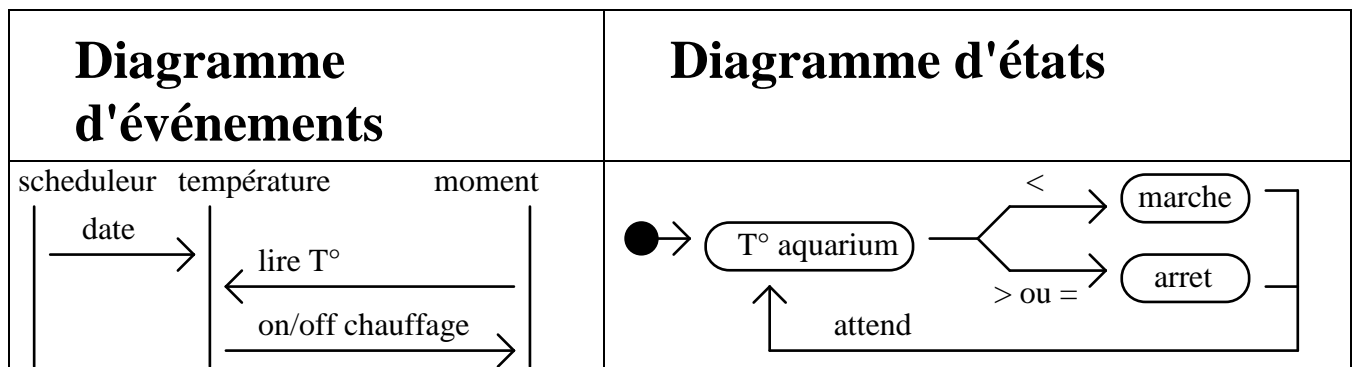 Diagramme
d'événements
Diagramme d'états
scheduleur température moment
date
lire T°
on/off chauffage
<
marche
T° aquarium
arret
> ou =
attend